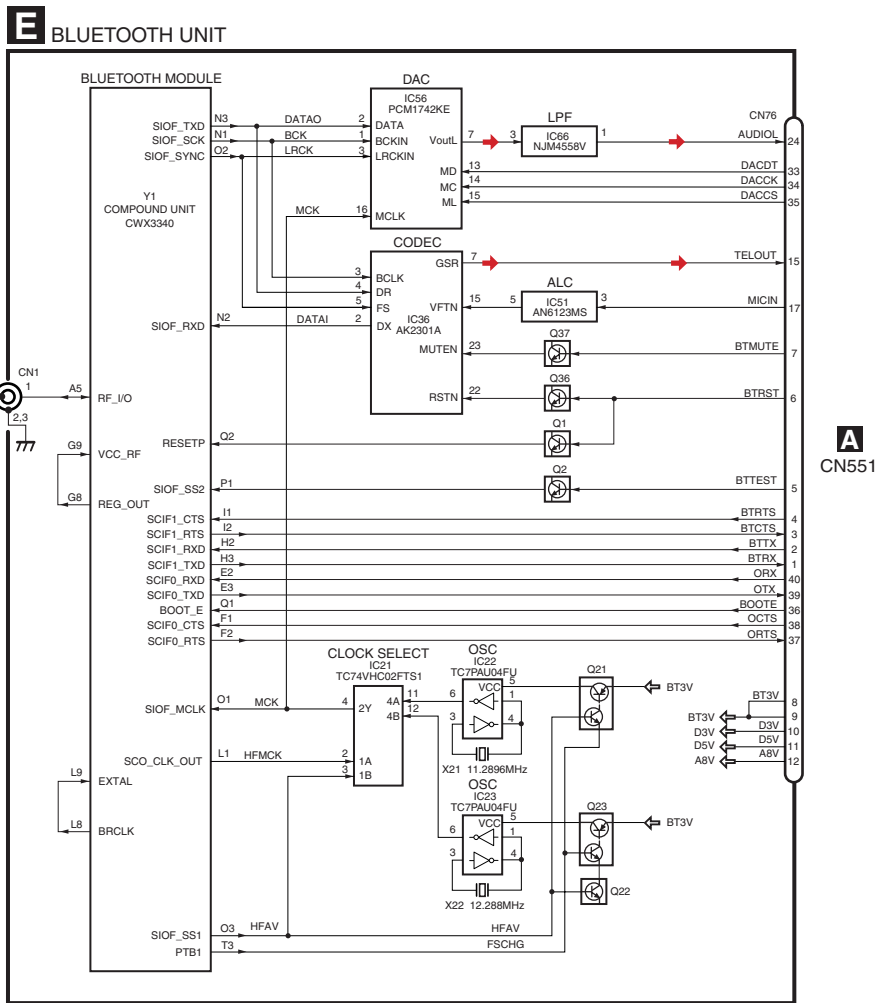 E BLUETOOTH UNIT
BLUETOOTH MODULE
Y1
COMPOUND UNIT
CWX3340
SIOF_TXD N3 DATAO 2 DATA
SIOF_SCK N1 BCK 1 BCKIN
SIOF_SYNC O2 LRCK 3 LRCKIN
DAC
IC56
PCM1742KE
VoutL 7
MD 13
MC 14
ML 15
MCK 16 MCLK
LPF
3 IC66 1
NJM4558V
CN76
AUDIOL 24
DACDT 33
DACCK 34
DACCS 35
CODEC
GSR 7
TELOUT 15
3 BCLK
4 DR
5 FS
SIOF_RXD N2 DATAI 2 DX
IC36
AK2301A
VFTN 15
MUTEN 23
RSTN 22
ALC
5 IC51 3
AN6123MS
MICIN 17
Q37
BTMUTE 7
Q36
BTRST 6
CN1
1 A5 RF_I/O
2,3
RESETP Q2
Q1
G9 VCC_RF
G8 REG_OUT
Q2
SIOF_SS2 P1 BTTEST 5
A
CN551
SCIF1_CTS I1 BTRTS 4
SCIF1_RTS I2 BTCTS 3
SCIF1_RXD H2 BTTX 2
SCIF1_TXD H3 BTRX 1
SCIF0_RXD E2 ORX 40
SCIF0_TXD E3 OTX 39
BOOT_E Q1 BOOTE 36
SCIF0_CTS F1 OCTS 38
SCIF0_RTS F2 ORTS 37
CLOCK SELECT
IC21
TC74VHC02FTS1
SIOF_MCLK O1 MCK 4 2Y
4A 11
4B 12
SCO_CLK_OUT L1 HFMCK 2 1A
3 1B
OSC
IC22
TC7PAU04FU
VCC 5
6 1
3 4
X21 11.2896MHz
Q21
BT3V
BT3V 8
BT3V 9
D3V D3V 10
D5V D5V 11
A8V A8V 12
OSC
IC23
TC7PAU04FU
VCC 5
6 1
3 4
X22 12.288MHz
Q23
BT3V
Q22
L9 EXTAL
L8 BRCLK
SIOF_SS1 O3 HFAV HFAV
PTB1 T3 FSCHG